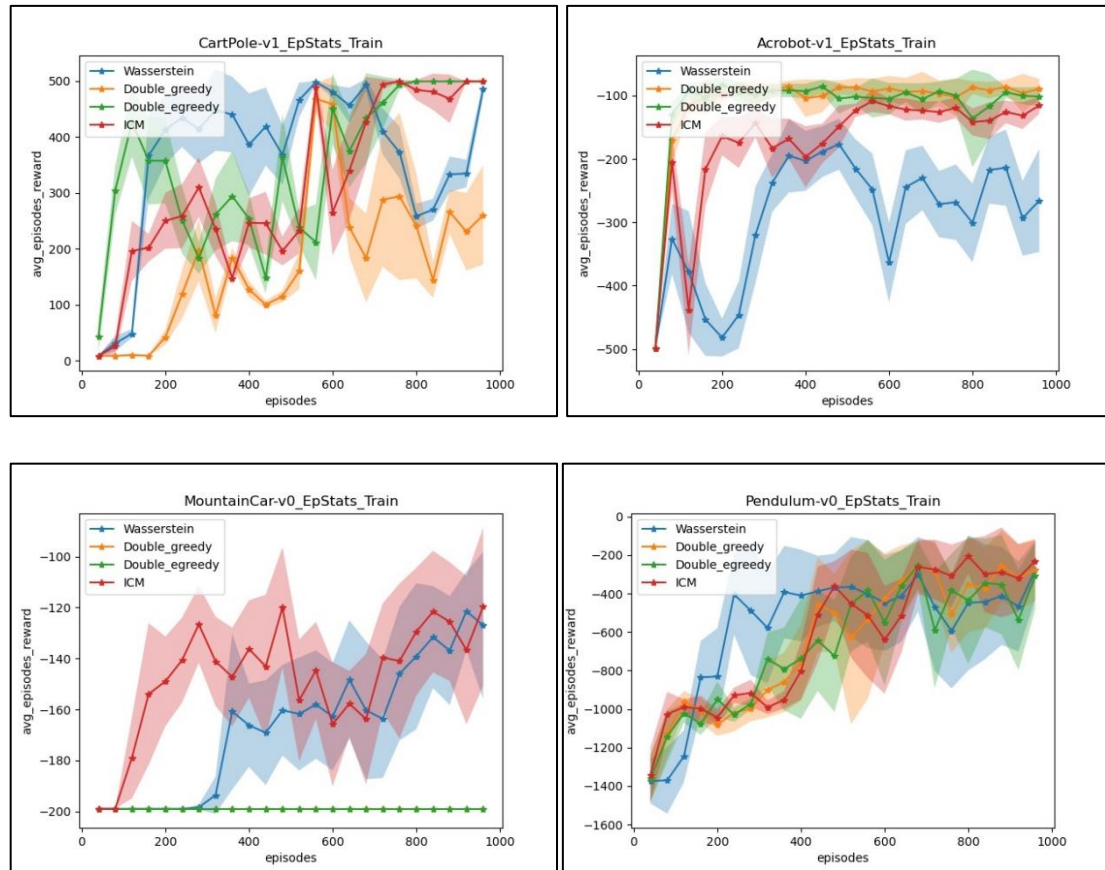 CartPole-v1_EpStats_Train
Wasserstein
Double_greedy
Double_egreedy
ICM
500
400
300
200
100
0
avg_episodes_reward
0 200 400 600 800 1000
episodes
Acrobot-v1_EpStats_Train
Wasserstein
Double_greedy
Double_egreedy
ICM
−100
−200
−300
−400
−500
avg_episodes_reward
0 200 400 600 800 1000
episodes
MountainCar-v0_EpStats_Train
Wasserstein
Double_greedy
Double_egreedy
ICM
−100
−120
−140
−160
−180
−200
avg_episodes_reward
0 200 400 600 800 1000
episodes
Pendulum-v0_EpStats_Train
Wasserstein
Double_greedy
Double_egreedy
ICM
0
−200
−400
−600
−800
−1000
−1200
−1400
−1600
avg_episodes_reward
0 200 400 600 800 1000
episodes